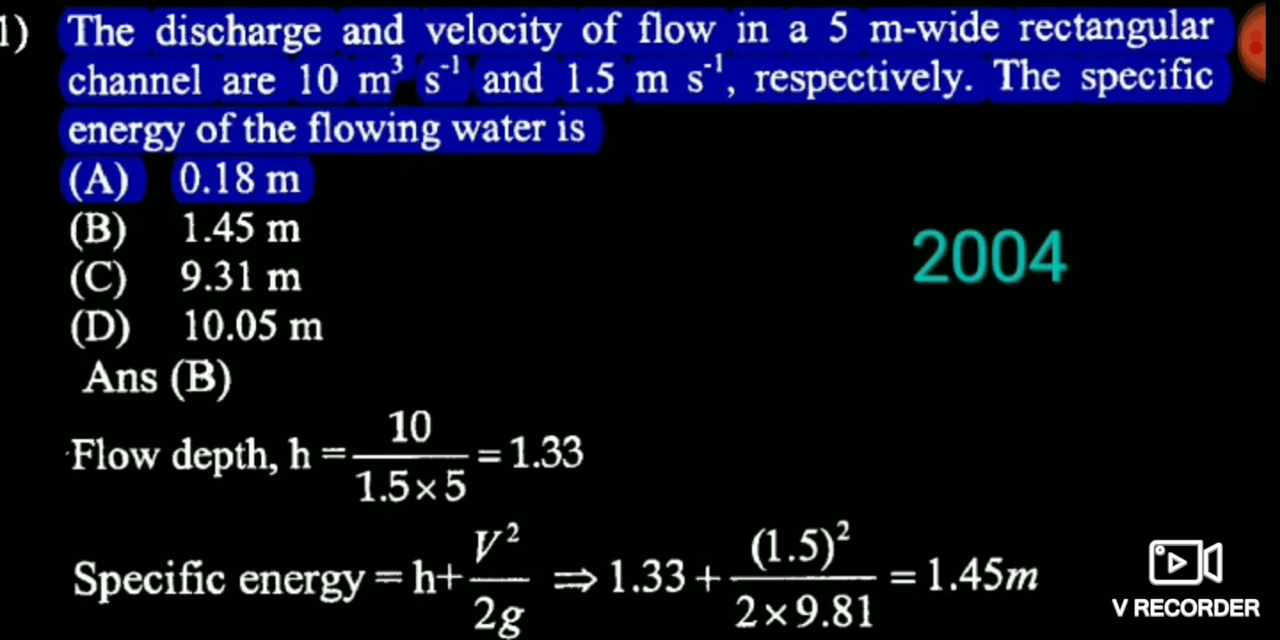 1) The discharge and velocity of flow in a 5 m-wide rectangular
channel are 10 m³ s⁻¹ and 1.5 m s⁻¹, respectively. The specific
energy of the flowing water is
(A) 0.18 m
(B) 1.45 m
(C) 9.31 m
(D) 10.05 m
2004
Ans (B)
Flow depth, h = 10 / 1.5×5 = 1.33
Specific energy = h+ V² / 2g ⇒ 1.33 + (1.5)² / 2×9.81 = 1.45m
V RECORDER